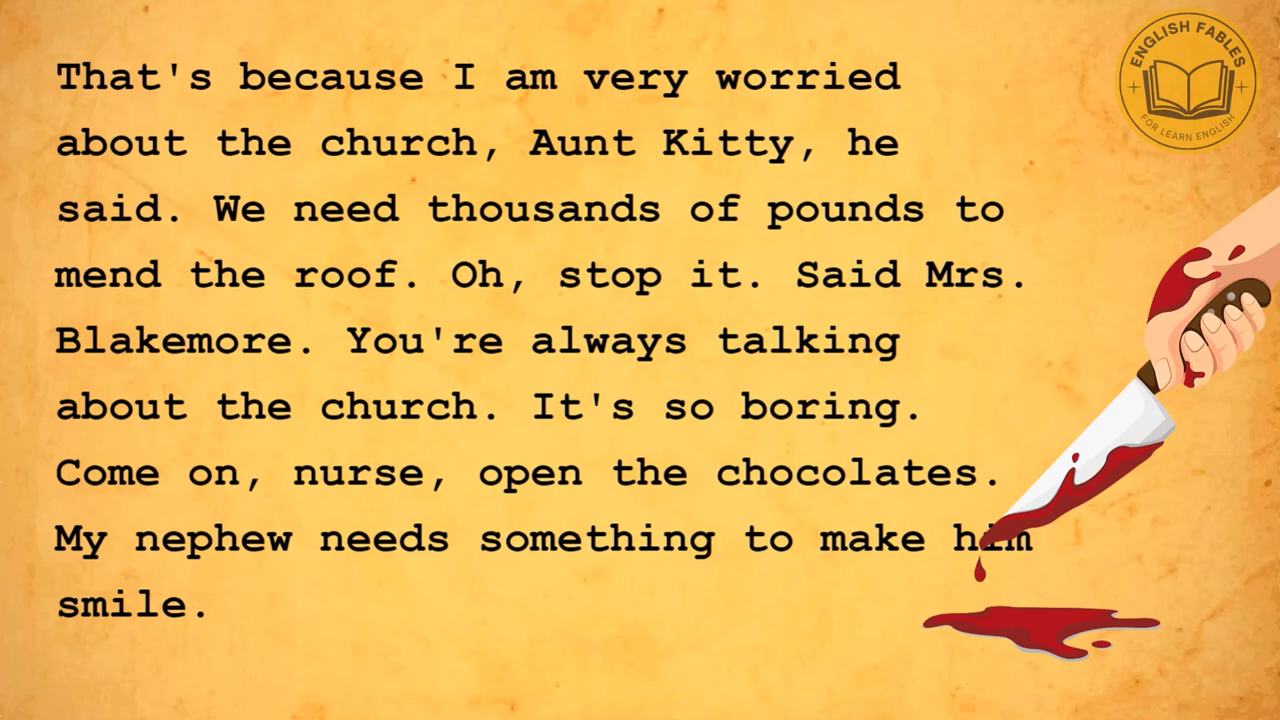 That's because I am very worried
about the church, Aunt Kitty, he
said. We need thousands of pounds to
mend the roof. Oh, stop it. Said Mrs.
Blakemore. You're always talking
about the church. It's so boring.
Come on, nurse, open the chocolates.
My nephew needs something to make him
smile.
ENGLISH FABLES
FOR LEARN ENGLISH